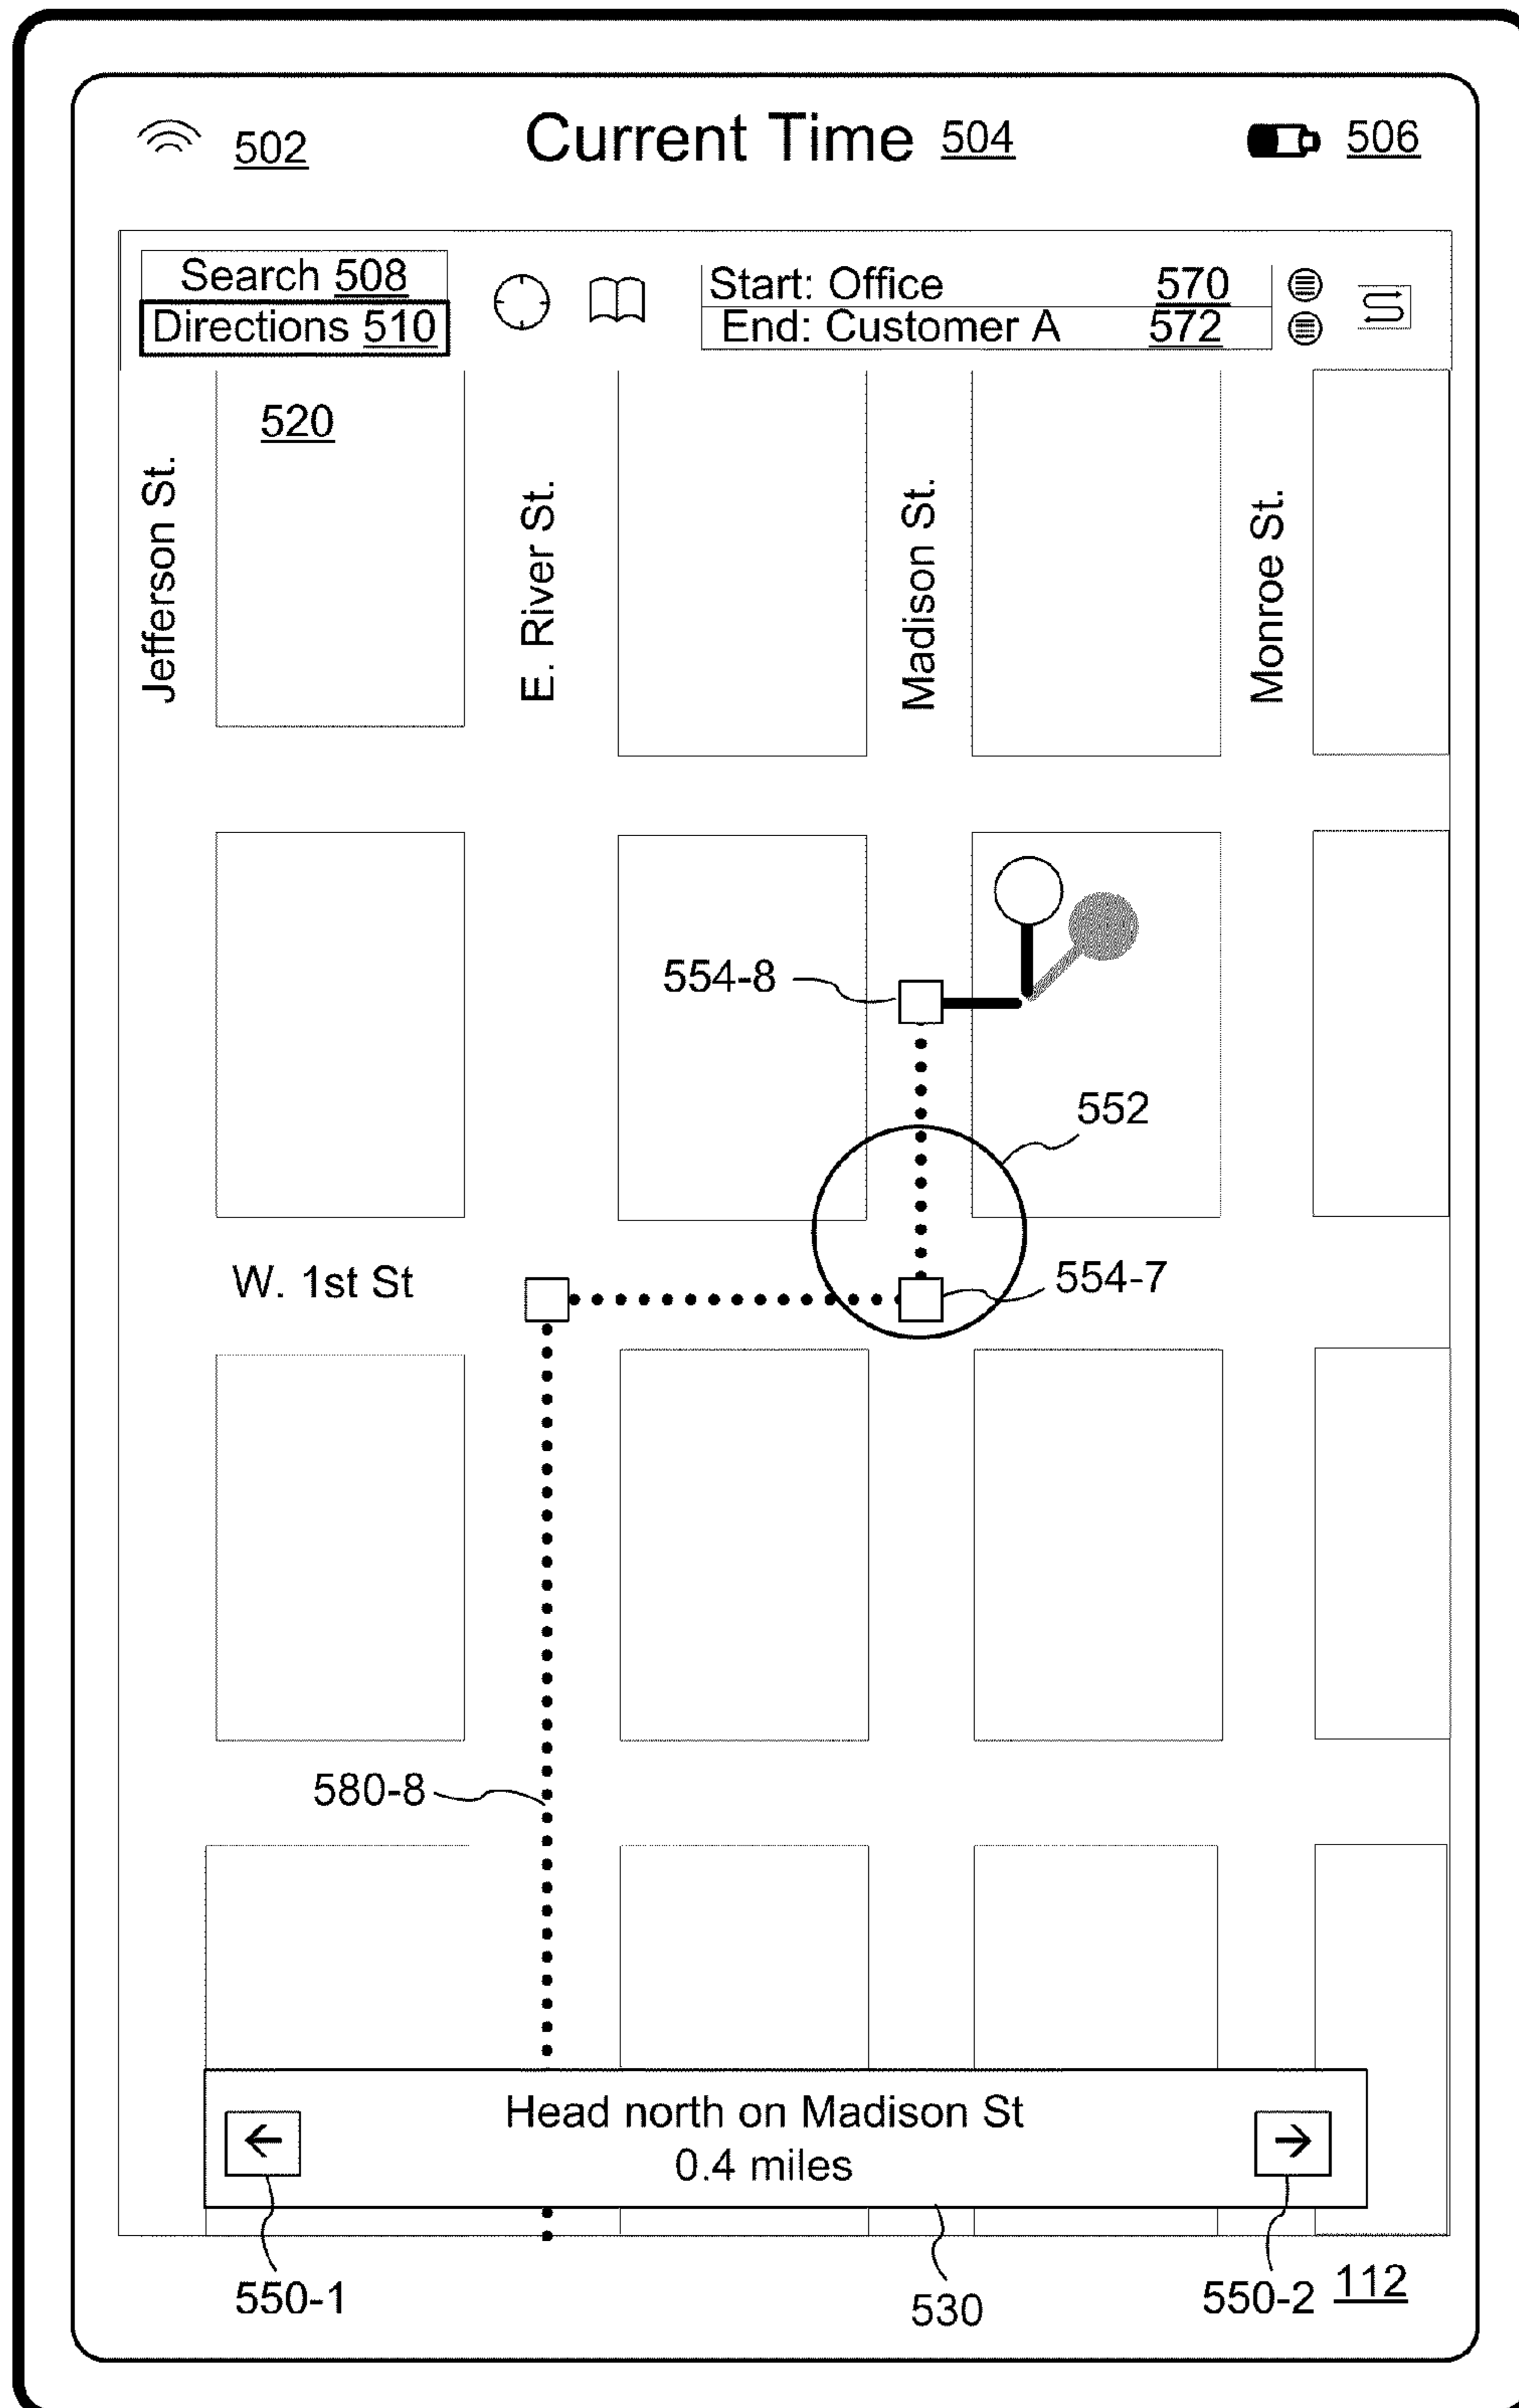 502
Current Time 504
506
Search 508
Directions 510
Start: Office 570
End: Customer A 572
520
Jefferson St.
E. River St.
Madison St.
Monroe St.
554-8
552
W. 1st St
554-7
580-8
Head north on Madison St
0.4 miles
550-1
530
550-2
112